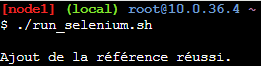 [node1] (local) root@10.0.36.4 ~
$ ./run_selenium.sh
Ajout de la référence réussi.